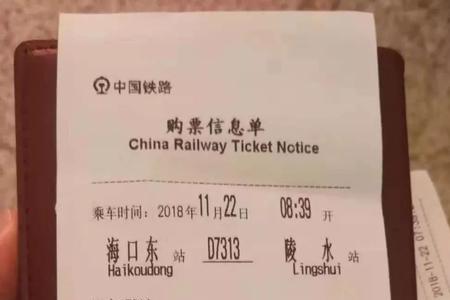 中国铁路
购票信息单
China Railway Ticket Notice
乘车时间：2018年11月22日 08:39开
海口东站 D7313 陵水站
Haikoudong Lingshui